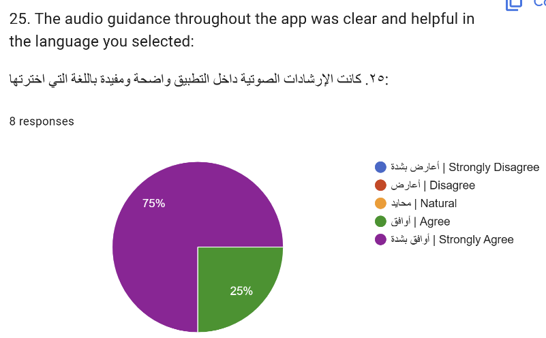 25. The audio guidance throughout the app was clear and helpful in
the language you selected:
٢٥. كانت الإرشادات الصوتية داخل التطبيق واضحة ومفيدة باللغة التي اخترتها:
8 responses
75%
25%
أعارض بشدة | Strongly Disagree
أعارض | Disagree
محايد | Natural
أوافق | Agree
أوافق بشدة | Strongly Agree